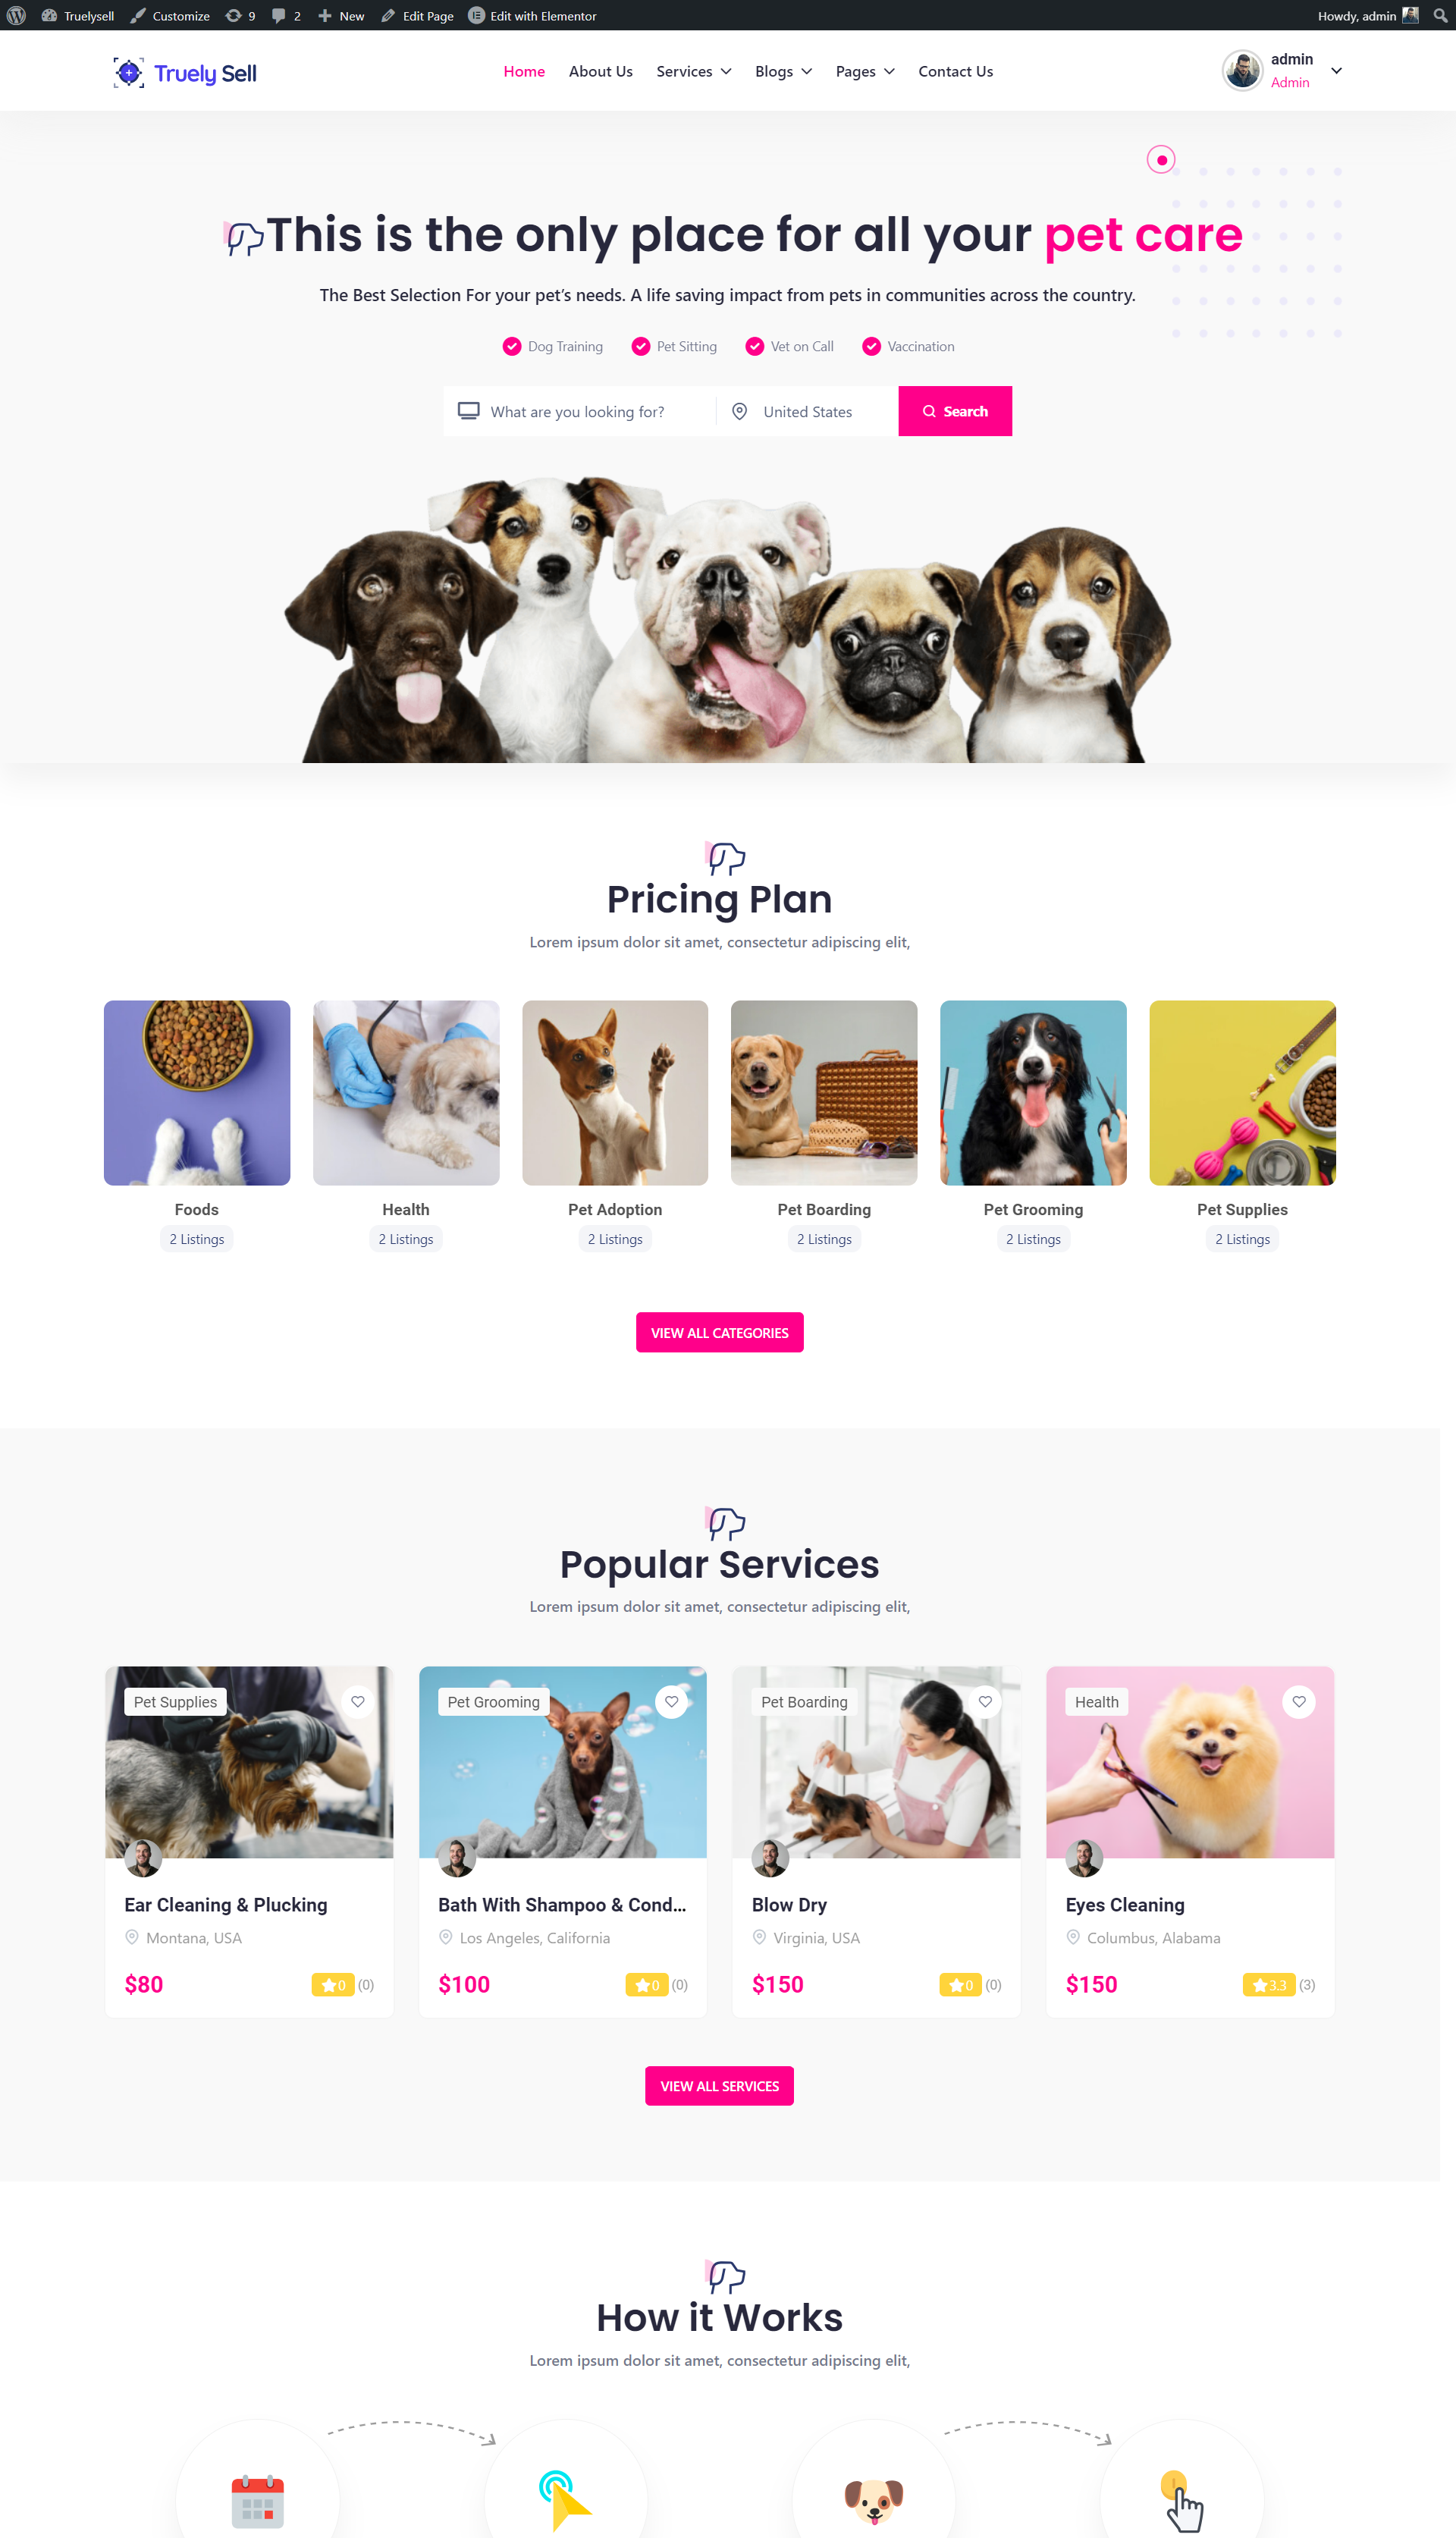 Truelysell Customize 9 2 New Edit Page Edit with Elementor Howdy, admin
Truely Sell Home About Us Services Blogs Pages Contact Us admin
Admin
This is the only place for all your pet care
The Best Selection For your pet’s needs. A life saving impact from pets in communities across the country.
Dog Training Pet Sitting Vet on Call Vaccination
What are you looking for? United States Search
Pricing Plan
Lorem ipsum dolor sit amet, consectetur adipiscing elit,
Foods Health Pet Adoption Pet Boarding Pet Grooming Pet Supplies
2 Listings 2 Listings 2 Listings 2 Listings 2 Listings 2 Listings
VIEW ALL CATEGORIES
Popular Services
Lorem ipsum dolor sit amet, consectetur adipiscing elit,
Pet Supplies Pet Grooming Pet Boarding Health
Ear Cleaning & Plucking Bath With Shampoo & Cond... Blow Dry Eyes Cleaning
Montana, USA Los Angeles, California Virginia, USA Columbus, Alabama
$80 0 (0) $100 0 (0) $150 0 (0) $150 3.3 (3)
VIEW ALL SERVICES
How it Works
Lorem ipsum dolor sit amet, consectetur adipiscing elit,